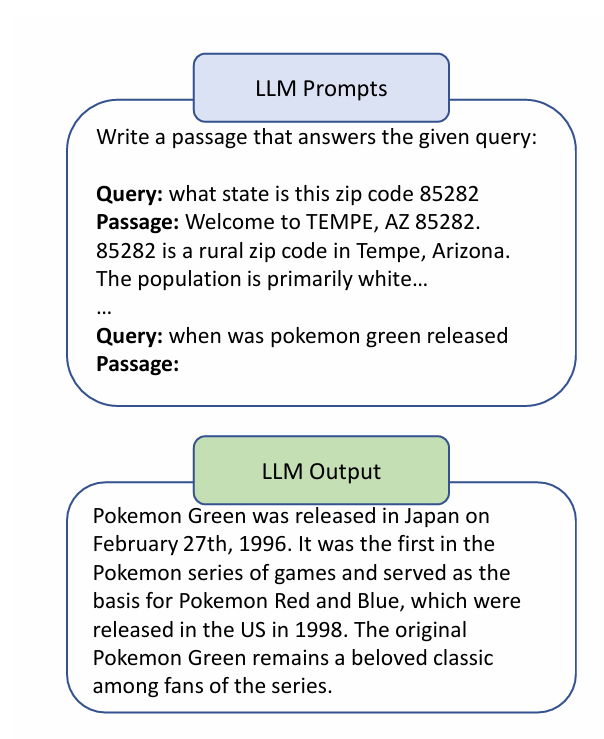 LLM Prompts
Write a passage that answers the given query:
Query: what state is this zip code 85282
Passage: Welcome to TEMPE, AZ 85282.
85282 is a rural zip code in Tempe, Arizona.
The population is primarily white…
…
Query: when was pokemon green released
Passage:
LLM Output
Pokemon Green was released in Japan on
February 27th, 1996. It was the first in the
Pokemon series of games and served as the
basis for Pokemon Red and Blue, which were
released in the US in 1998. The original
Pokemon Green remains a beloved classic
among fans of the series.